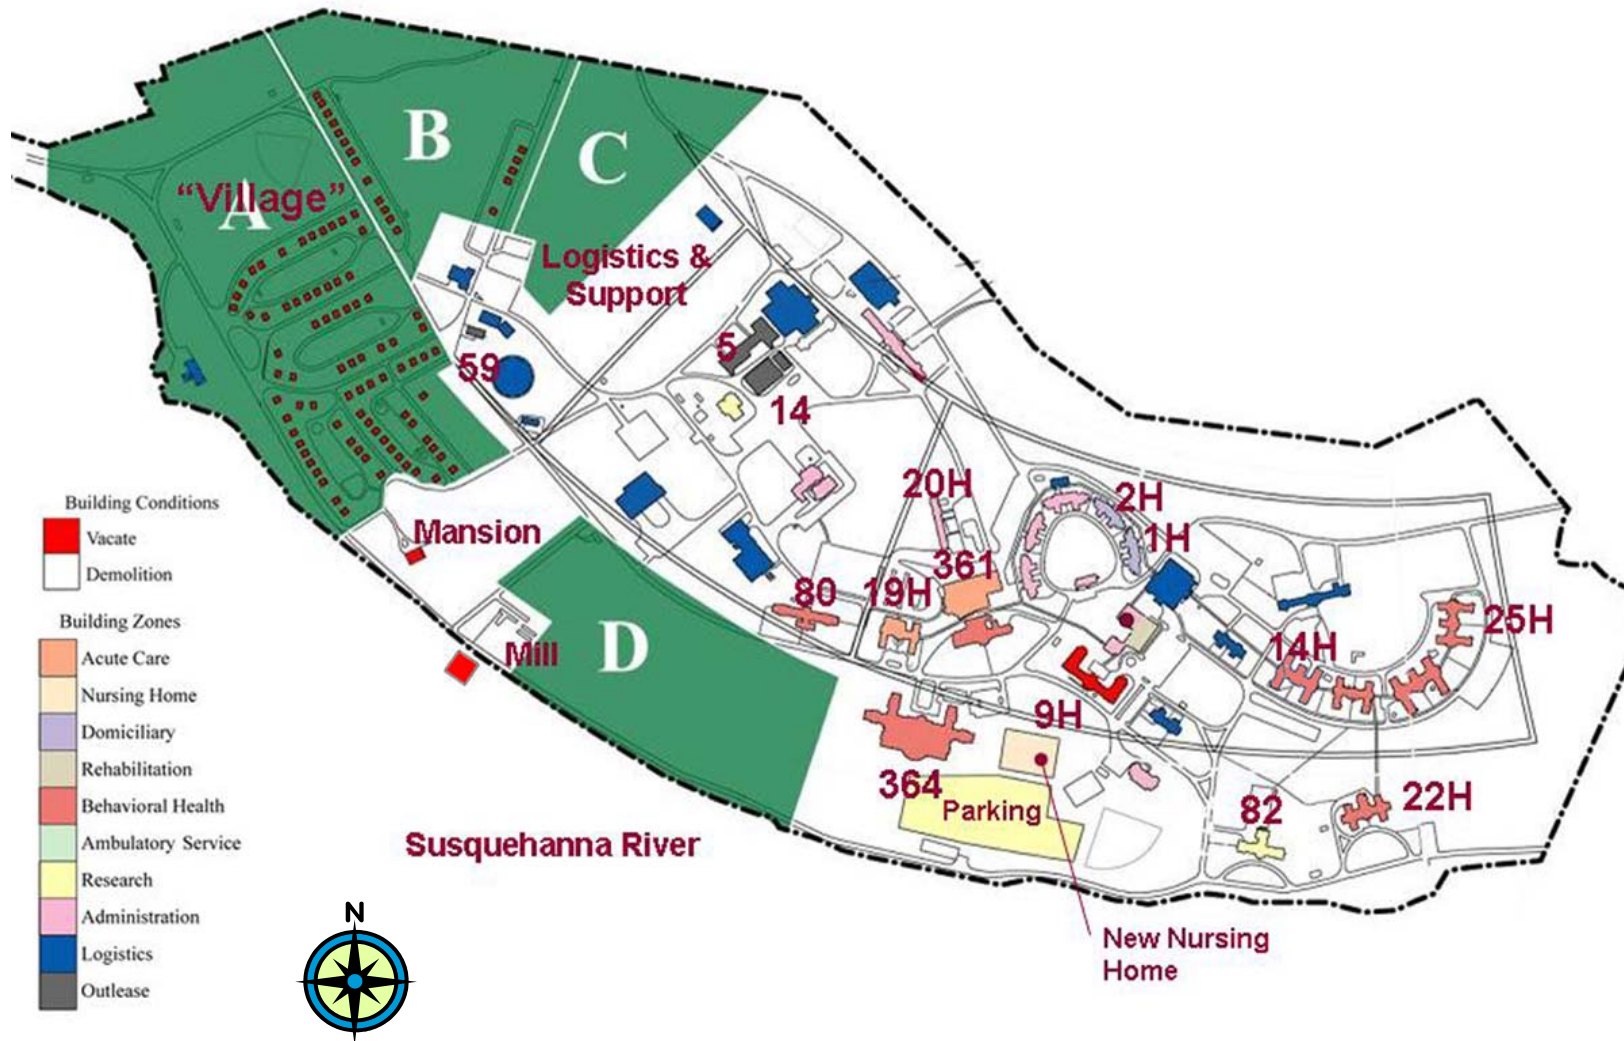 B
C
“Village”
A
Logistics &
Support
5
59
14
20H
2H
1H
Building Conditions
Vacate
Demolition
Mansion
361
80
19H
Building Zones
Acute Care
Nursing Home
Domiciliary
Rehabilitation
Behavioral Health
Ambulatory Service
Research
Administration
Logistics
Outlease
Mill
D
14H
25H
9H
364
Parking
82
22H
Susquehanna River
N
New Nursing
Home